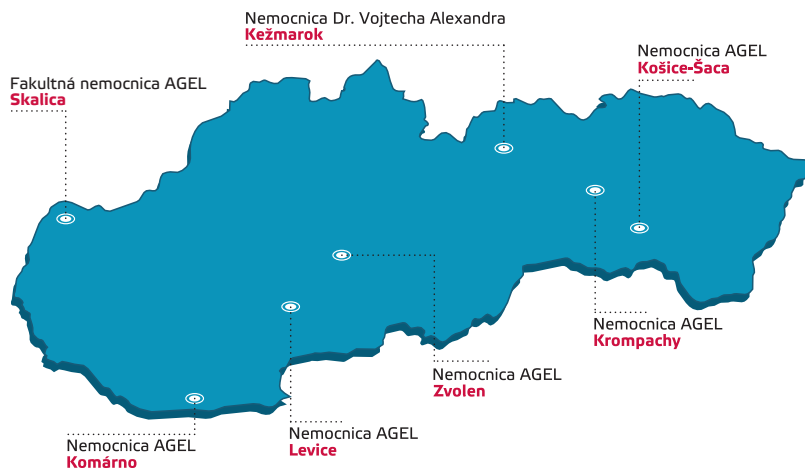 Nemocnica Dr. Vojtecha Alexandra
Kežmarok
Nemocnica AGEL
Košice-Šaca
Fakultná nemocnica AGEL
Skalica
Nemocnica AGEL
Krompachy
Nemocnica AGEL
Zvolen
Nemocnica AGEL
Levice
Nemocnica AGEL
Komárno